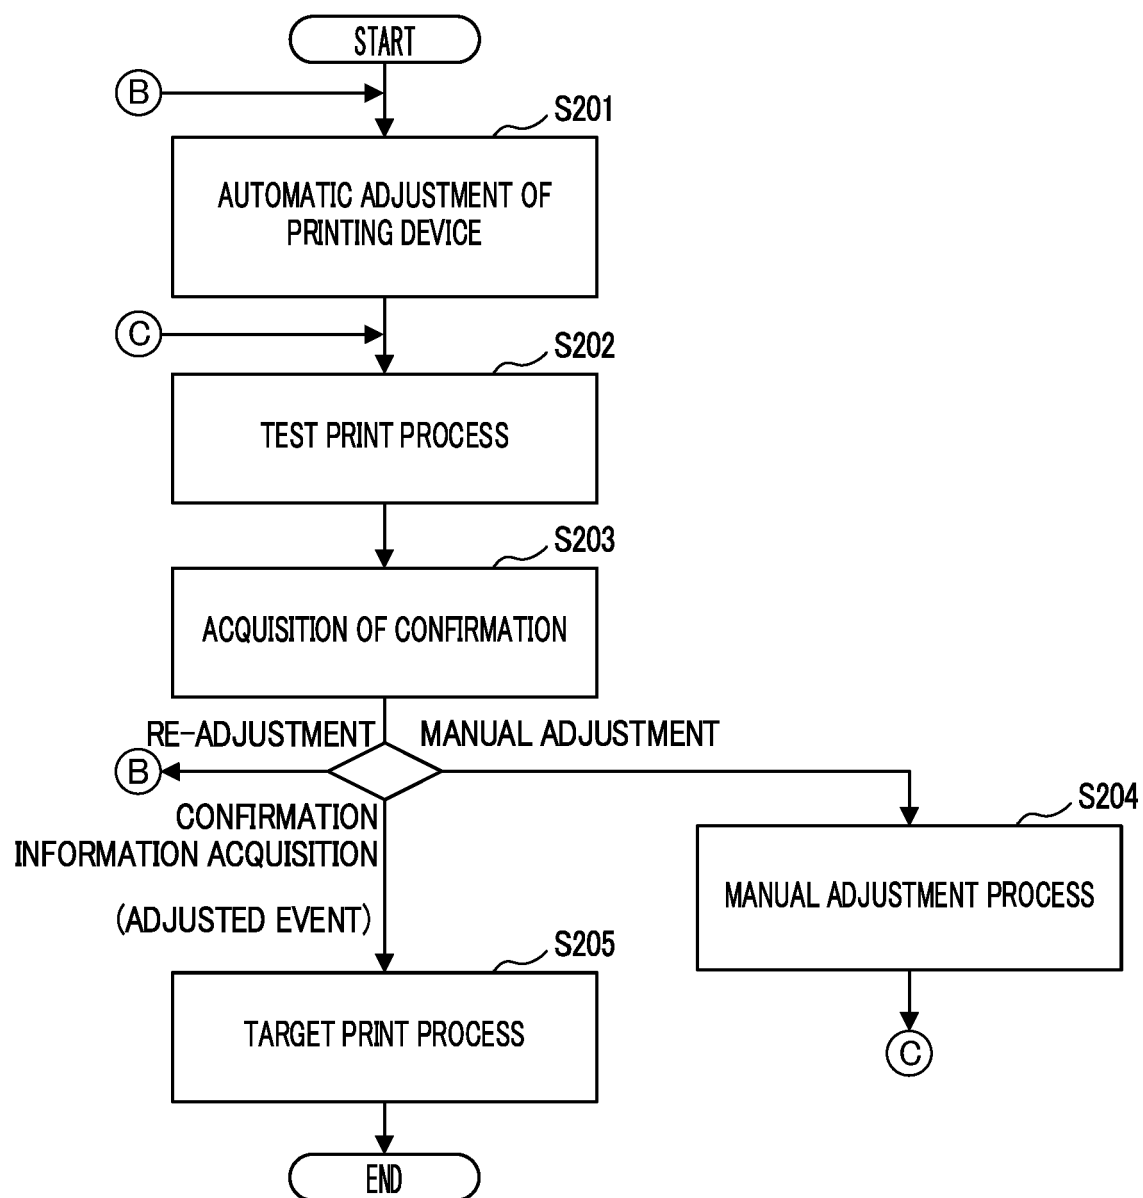 START
B
S201
AUTOMATIC ADJUSTMENT OF
PRINTING DEVICE
C
S202
TEST PRINT PROCESS
S203
ACQUISITION OF CONFIRMATION
RE-ADJUSTMENT
MANUAL ADJUSTMENT
B
CONFIRMATION
INFORMATION ACQUISITION
(ADJUSTED EVENT)
S204
MANUAL ADJUSTMENT PROCESS
S205
TARGET PRINT PROCESS
C
END